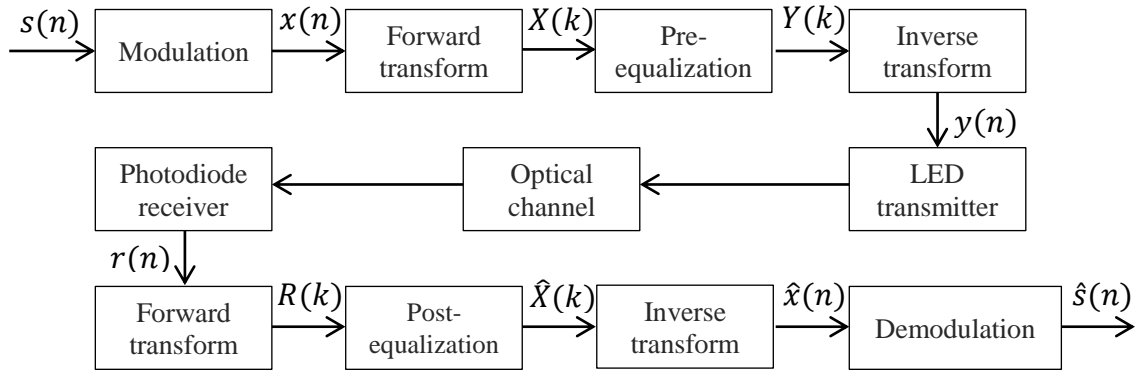 s(n)
Modulation
x(n)
Forward
transform
X(k)
Pre-
equalization
Y(k)
Inverse
transform
y(n)
Photodiode
receiver
Optical
channel
LED
transmitter
r(n)
Forward
transform
R(k)
Post-
equalization
X̂(k)
Inverse
transform
x̂(n)
Demodulation
ŝ(n)